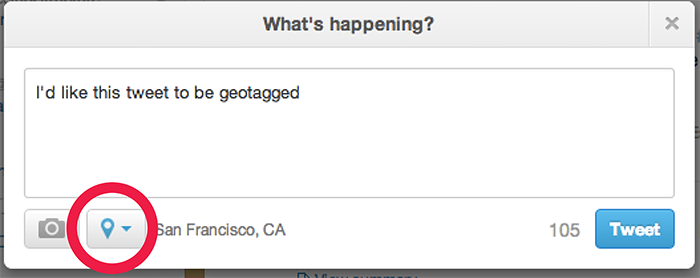 What's happening?
I'd like this tweet to be geotagged
San Francisco, CA
105
Tweet
View summary